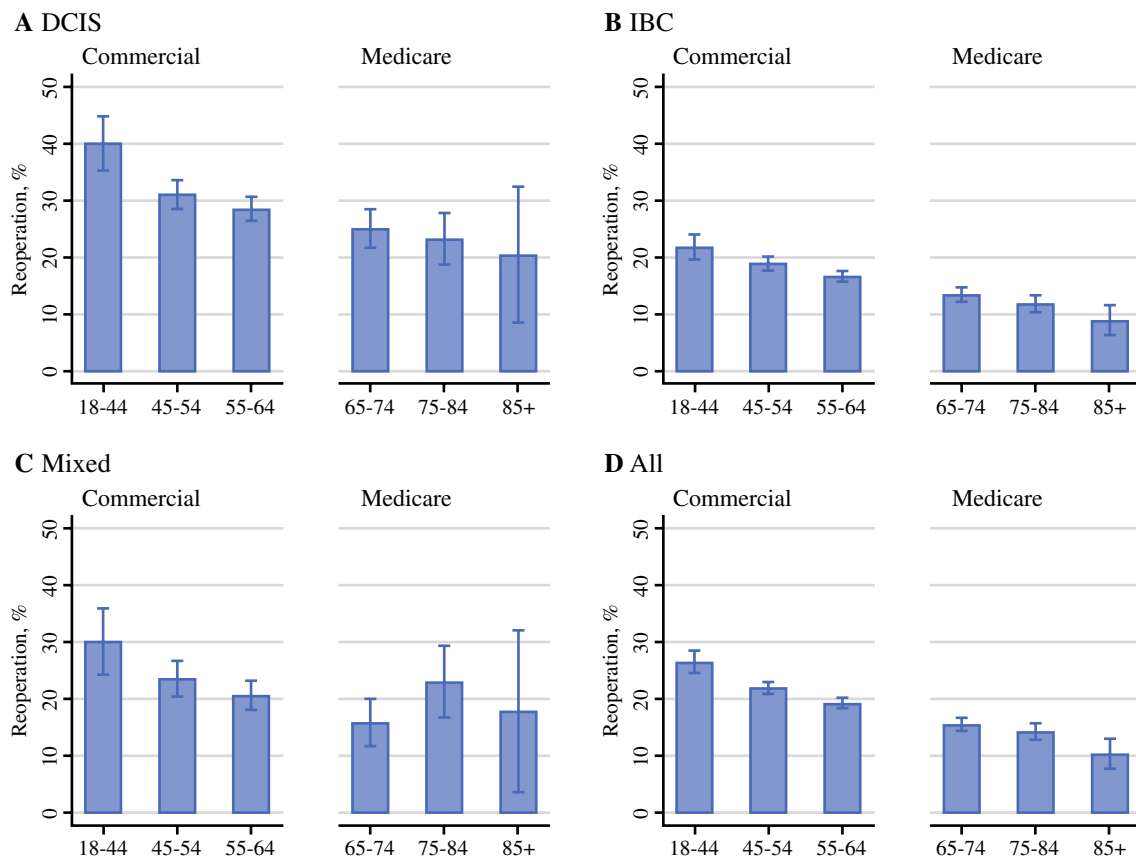 A DCIS
Commercial
Medicare
Reoperation, %
50
40
30
20
10
0
18-44 45-54 55-64
65-74 75-84 85+
B IBC
Commercial
Medicare
Reoperation, %
50
40
30
20
10
0
18-44 45-54 55-64
65-74 75-84 85+
C Mixed
Commercial
Medicare
Reoperation, %
50
40
30
20
10
0
18-44 45-54 55-64
65-74 75-84 85+
D All
Commercial
Medicare
Reoperation, %
50
40
30
20
10
0
18-44 45-54 55-64
65-74 75-84 85+